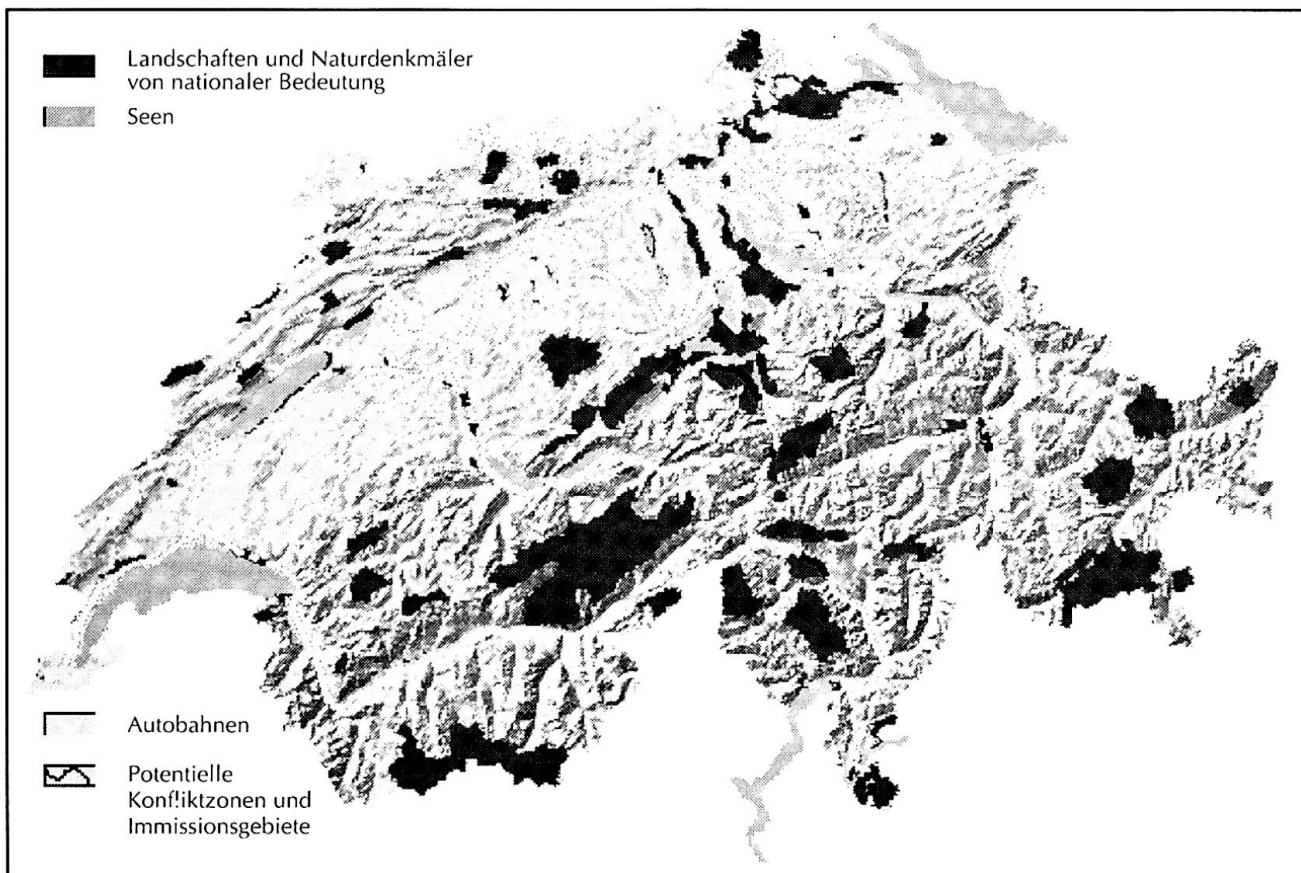 Landschaften und Naturdenkmäler
von nationaler Bedeutung
Seen
Autobahnen
Potentielle
Konfliktzonen und
Immissionsgebiete